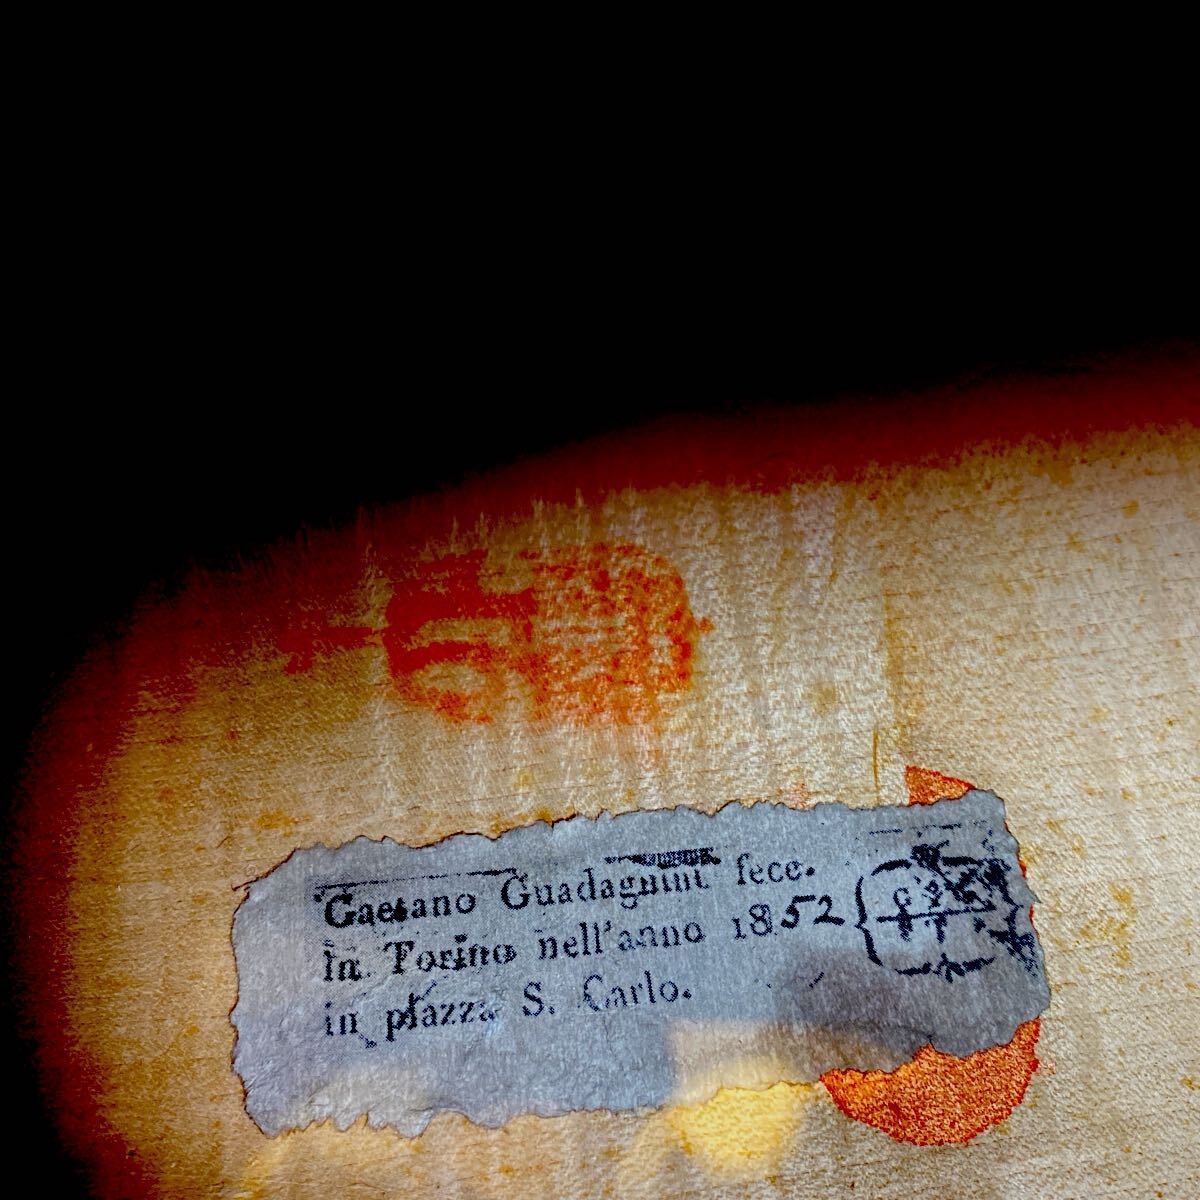 Gaetano Guadagnini fece.
in Torino nell'anno 1852
in piazza S. Carlo.
G